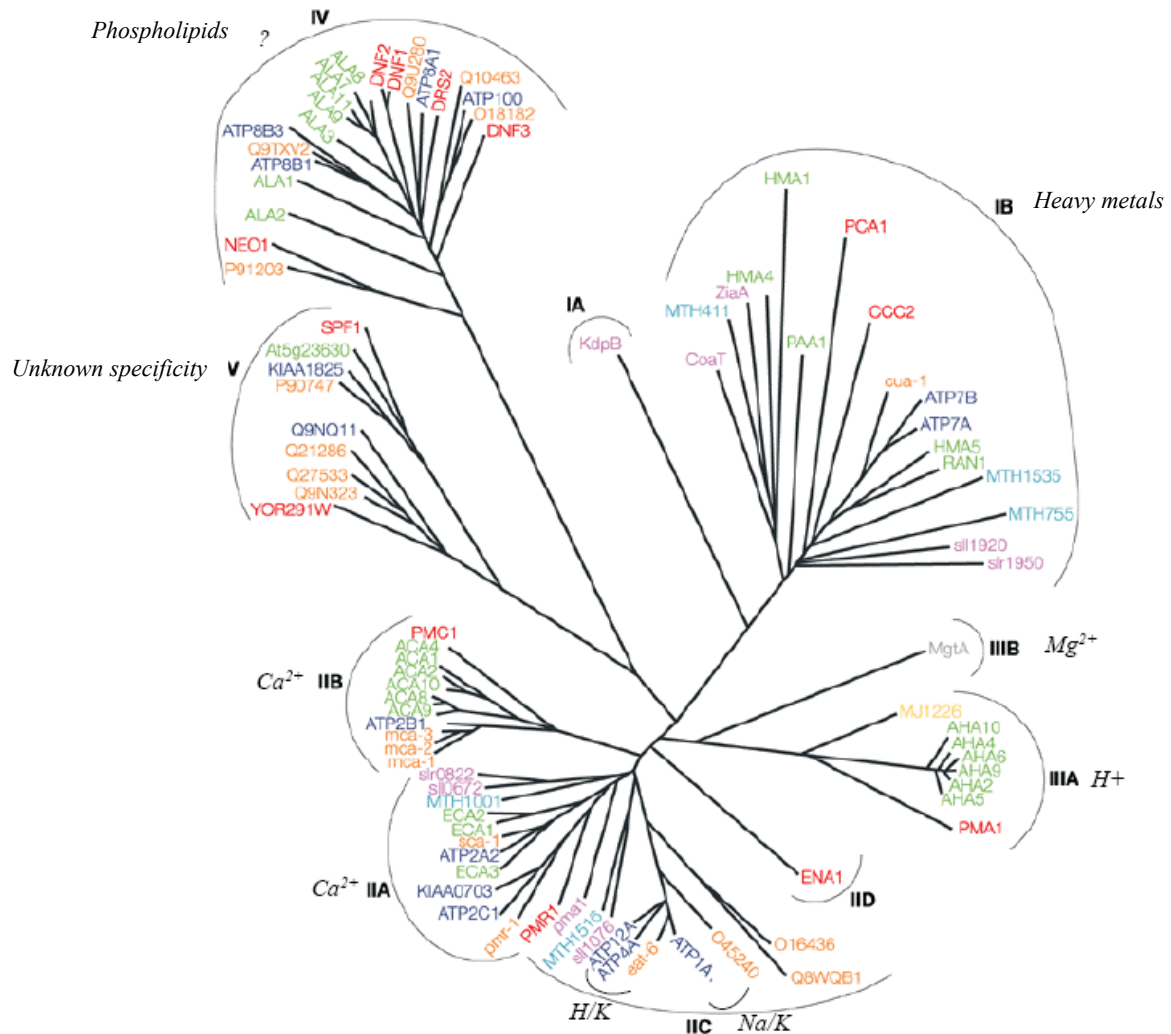 Phospholipids ?
IV
ALA8
ALA7
ALA11
ALA9
ALA3
DNF2
DNF1
Q9U280
ATP8A1
DRS2
Q10463
ATP100
O18182
DNF3
ATP8B3
Q9TXV2
ATP8B1
ALA1
ALA2
NEO1
P91203
IA
KdpB
IB
Heavy metals
HMA1
PCA1
HMA4
ZiaA
MTH411
CoaT
PAA1
CCC2
cua-1
ATP7B
ATP7A
HMA5
RAN1
MTH1535
MTH755
sll1920
slr1950
Unknown specificity
V
SPF1
At5g23630
KIAA1825
P90747
Q9NQ11
Q21286
Q27533
Q9N323
YOR291W
Ca2+ IIB
PMC1
ACA4
ACA1
ACA2
ACA10
ACA8
ACA9
ATP2B1
mca-3
mca-2
mca-1
MgtA
IIIB
Mg2+
MJ1226
AHA10
AHA4
AHA6
AHA9
AHA2
AHA5
PMA1
IIIA
H+
Ca2+ IIA
slr0822
sll0672
MTH1001
ECA2
ECA1
sca-1
ATP2A2
ECA3
KIAA0703
ATP2C1
pmr-1
PMR1
pma1
MTH1516
sll1076
ATP12A
ATP4A
eat-6
ATP1A
O45240
O16436
Q8WQB1
ENA1
IID
H/K
IIC
Na/K